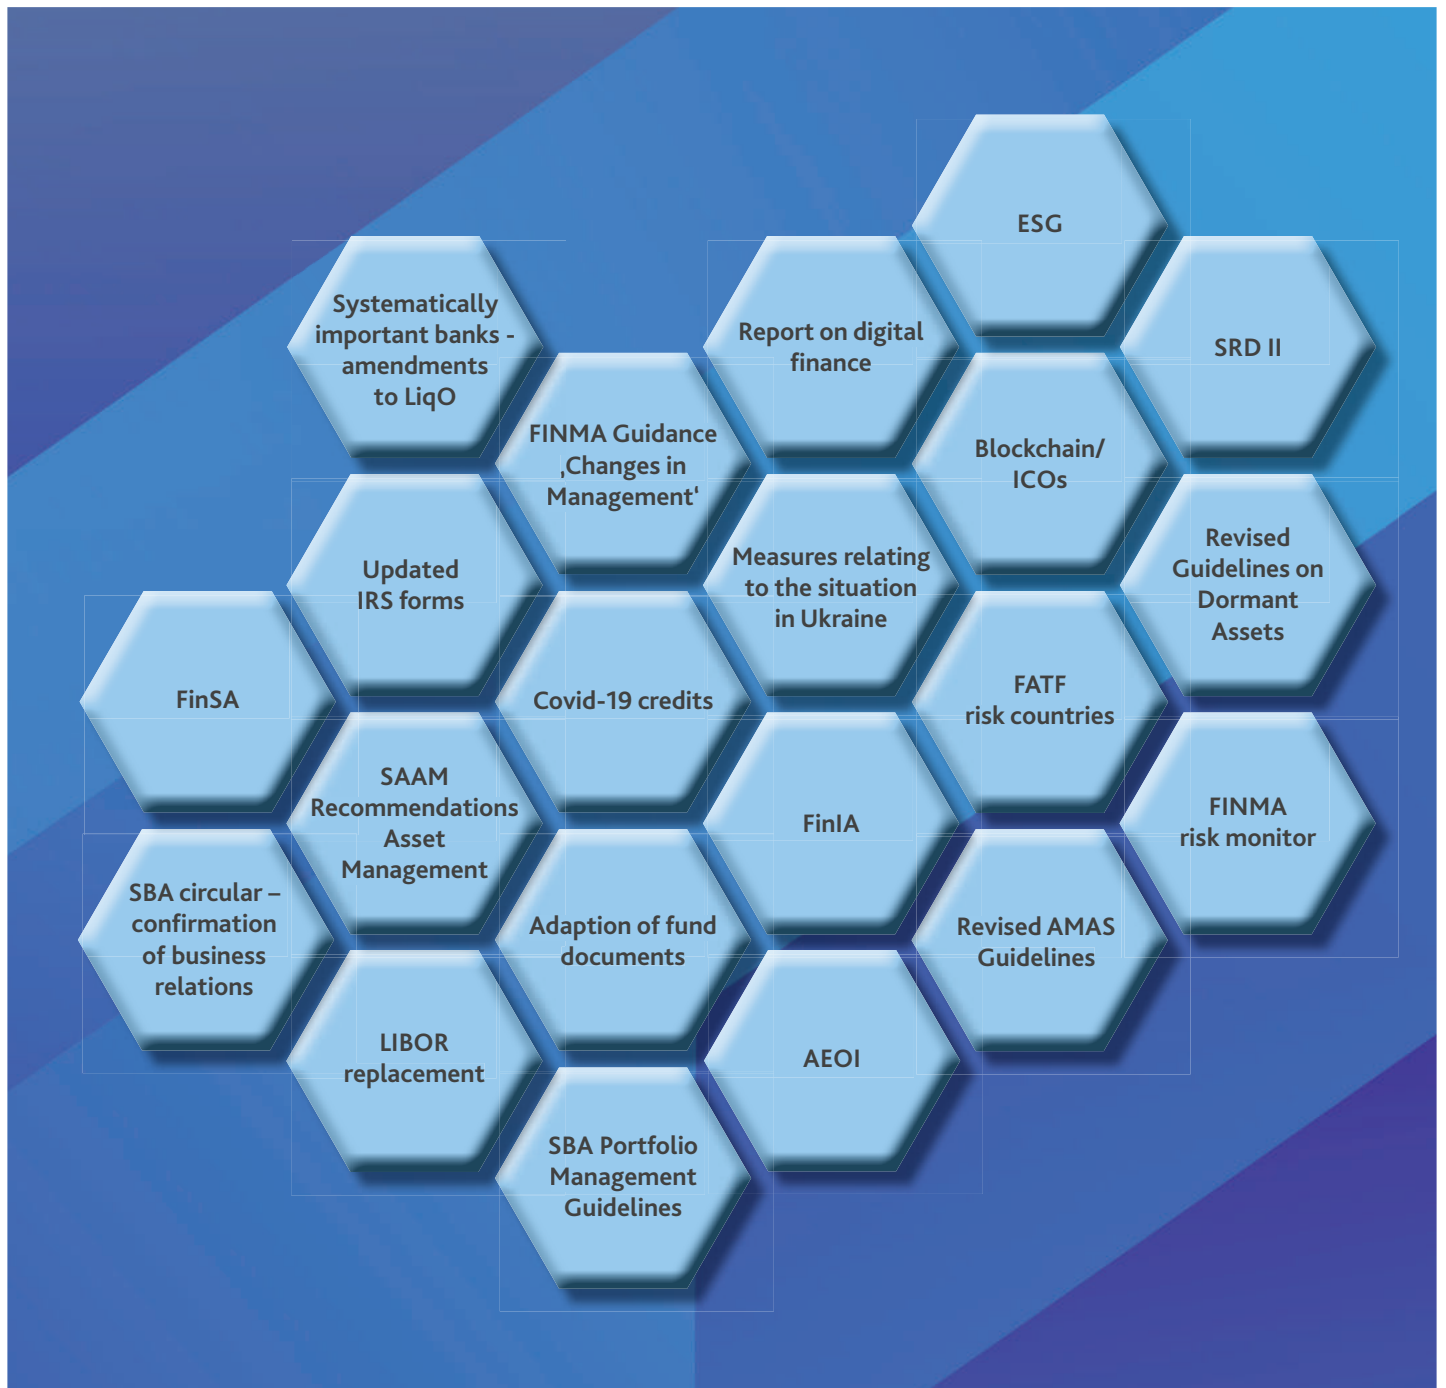 ESG
Systematically
important banks -
amendments
to LiqO
Report on digital
finance
SRD II
FINMA Guidance
‚Changes in
Management‘
Blockchain/
ICOs
Updated
IRS forms
Measures relating
to the situation
in Ukraine
Revised
Guidelines on
Dormant
Assets
FinSA
Covid-19 credits
FATF
risk countries
SAAM
Recommendations
Asset
Management
FinIA
FINMA
risk monitor
SBA circular –
confirmation
of business
relations
Adaption of fund
documents
Revised AMAS
Guidelines
LIBOR
replacement
AEOI
SBA Portfolio
Management
Guidelines